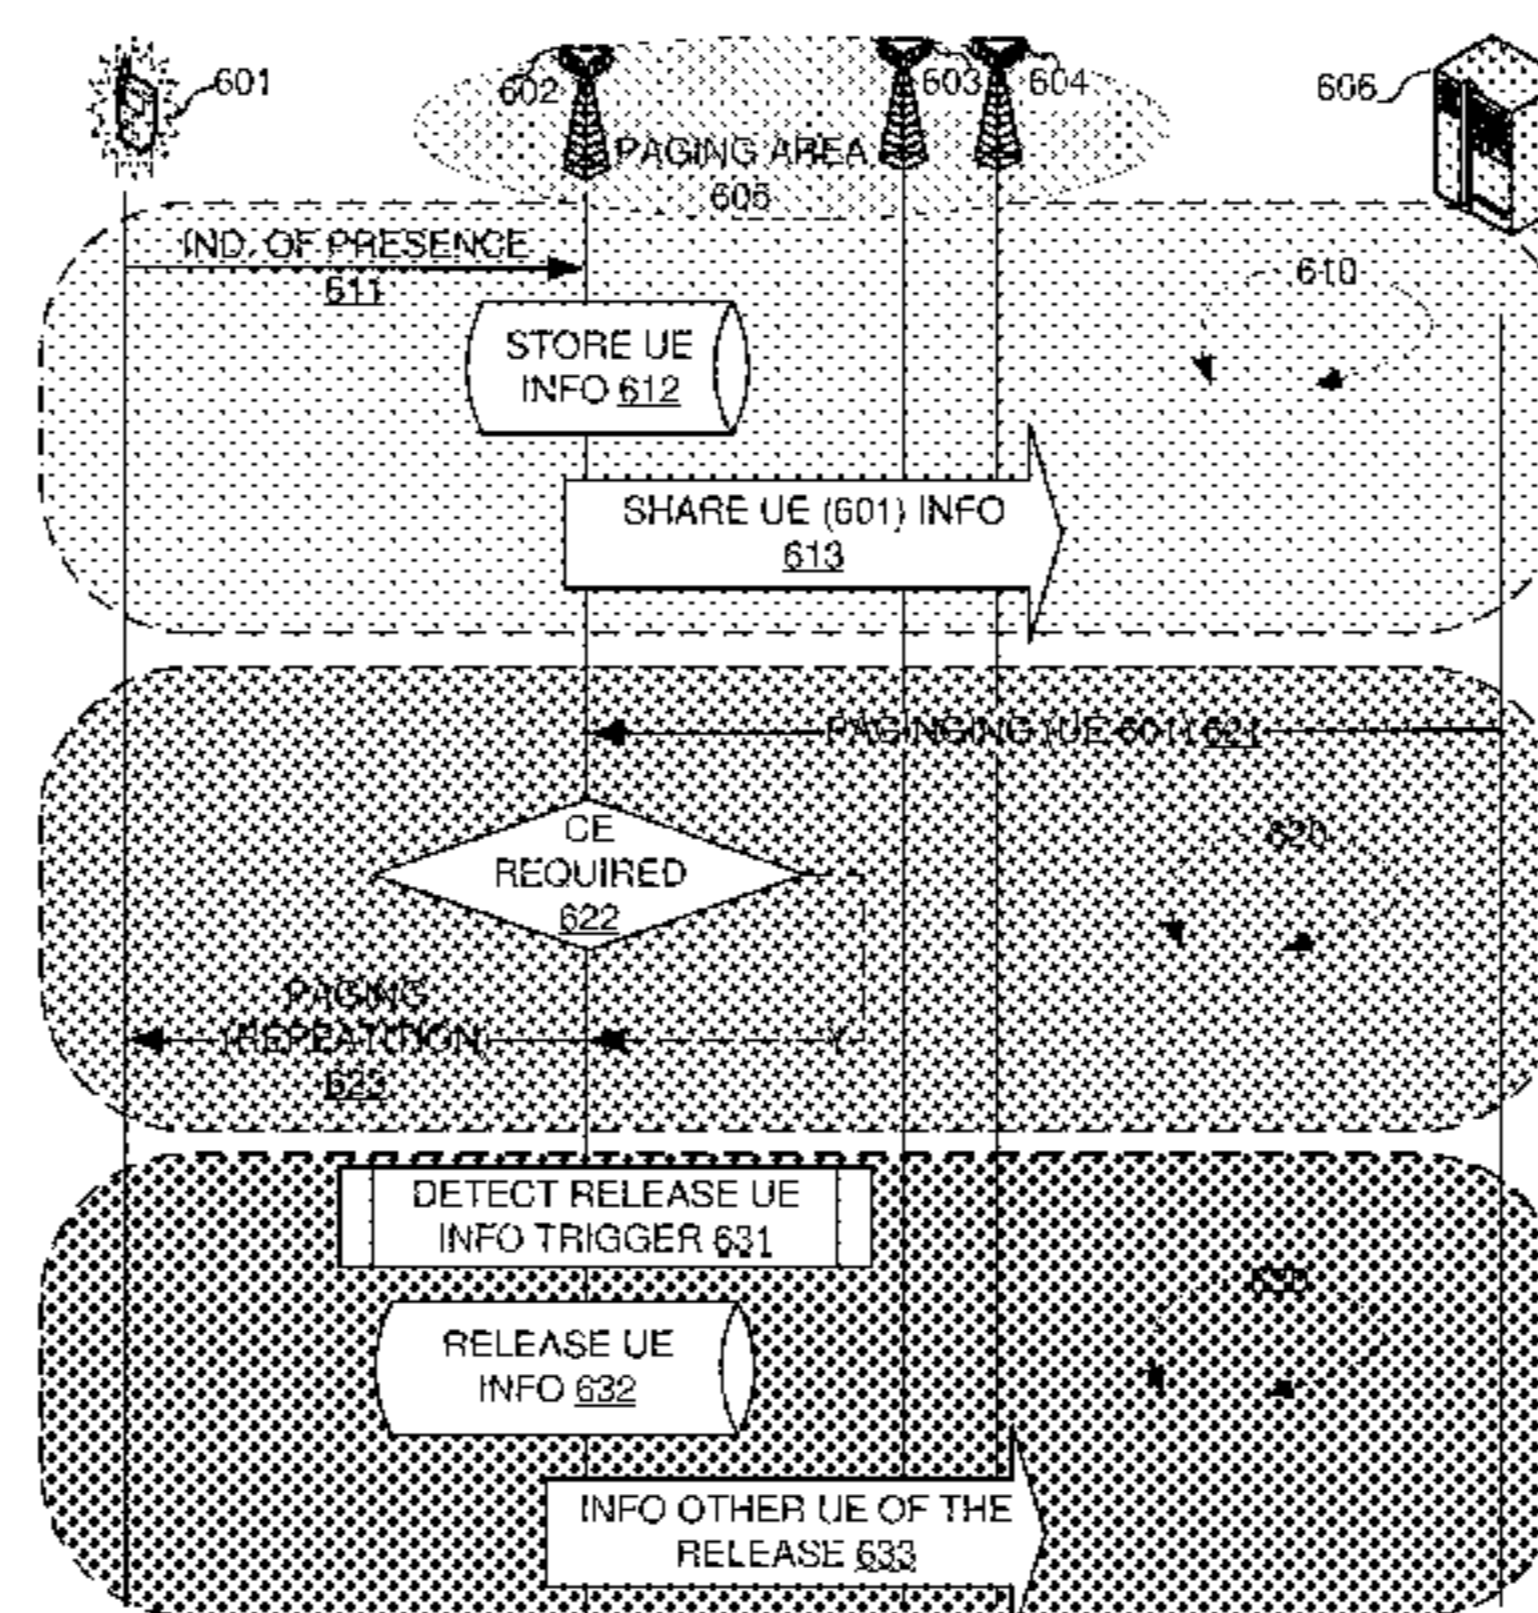 601
602
603
604
606
PAGING AREA
605
IND. OF PRESENCE
611
610
STORE UE
INFO 612
SHARE UE (601) INFO
613
PAGINGING (UE 601) 621
620
CE
REQUIRED
622
PAGING
(REPEATITION)
623
DETECT RELEASE UE
INFO TRIGGER 631
630
RELEASE UE
INFO 632
INFO OTHER UE OF THE
RELEASE 633